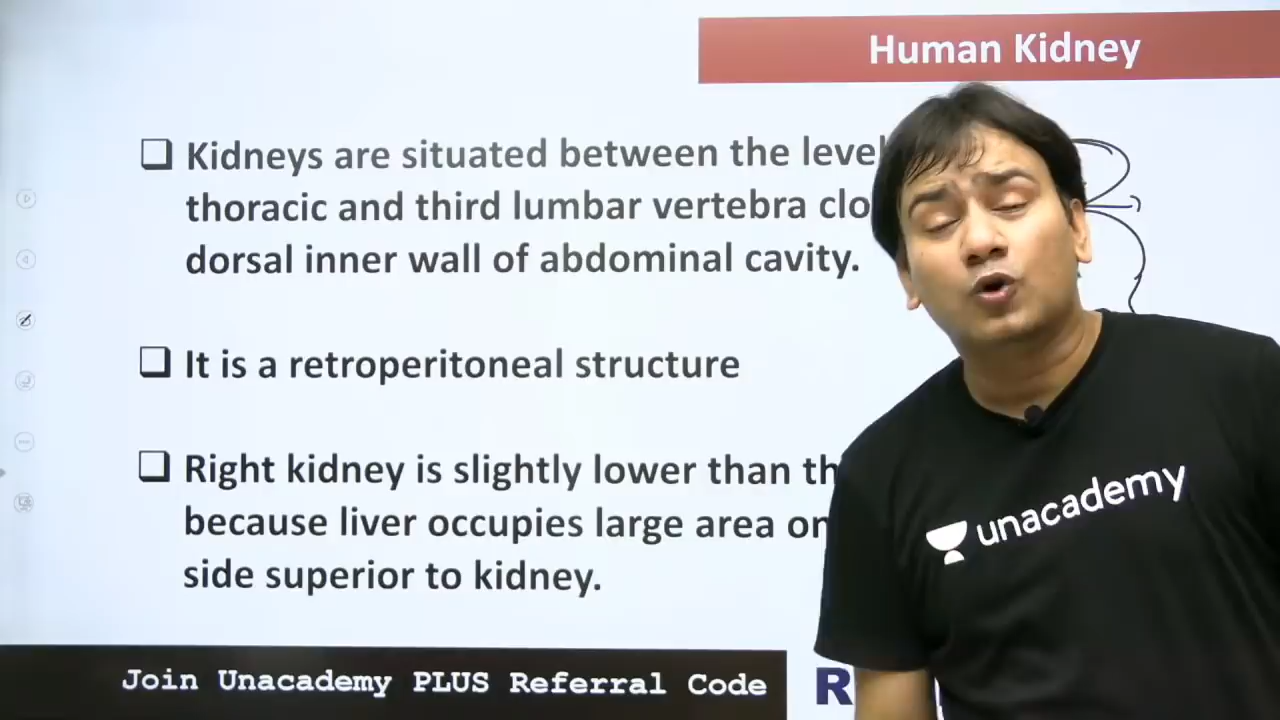 Human Kidney
Kidneys are situated between the level
thoracic and third lumbar vertebra
dorsal inner wall of abdominal cavity.
It is a retroperitoneal structure
Right kidney is slightly lower than
because liver occupies large area on
side superior to kidney.
unacademy
Join Unacademy PLUS Referral Code